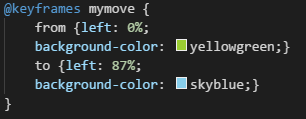 @keyframes mymove {
from {left: 0%;
background-color: yellowgreen;}
to {left: 87%;
background-color: skyblue;}
}